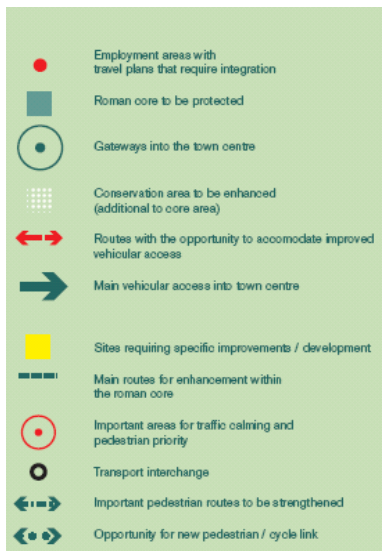 Employment areas with
travel plans that require integration
Roman core to be protected
Gateways into the town centre
Conservation area to be enhanced
(additional to core area)
Routes with the opportunity to accomodate improved
vehicular access
Main vehicular access into town centre
Sites requiring specific improvements / development
Main routes for enhancement within
the roman core
Important areas for traffic calming and
pedestrian priority
Transport interchange
Important pedestrian routes to be strengthened
Opportunity for new pedestrian / cycle link